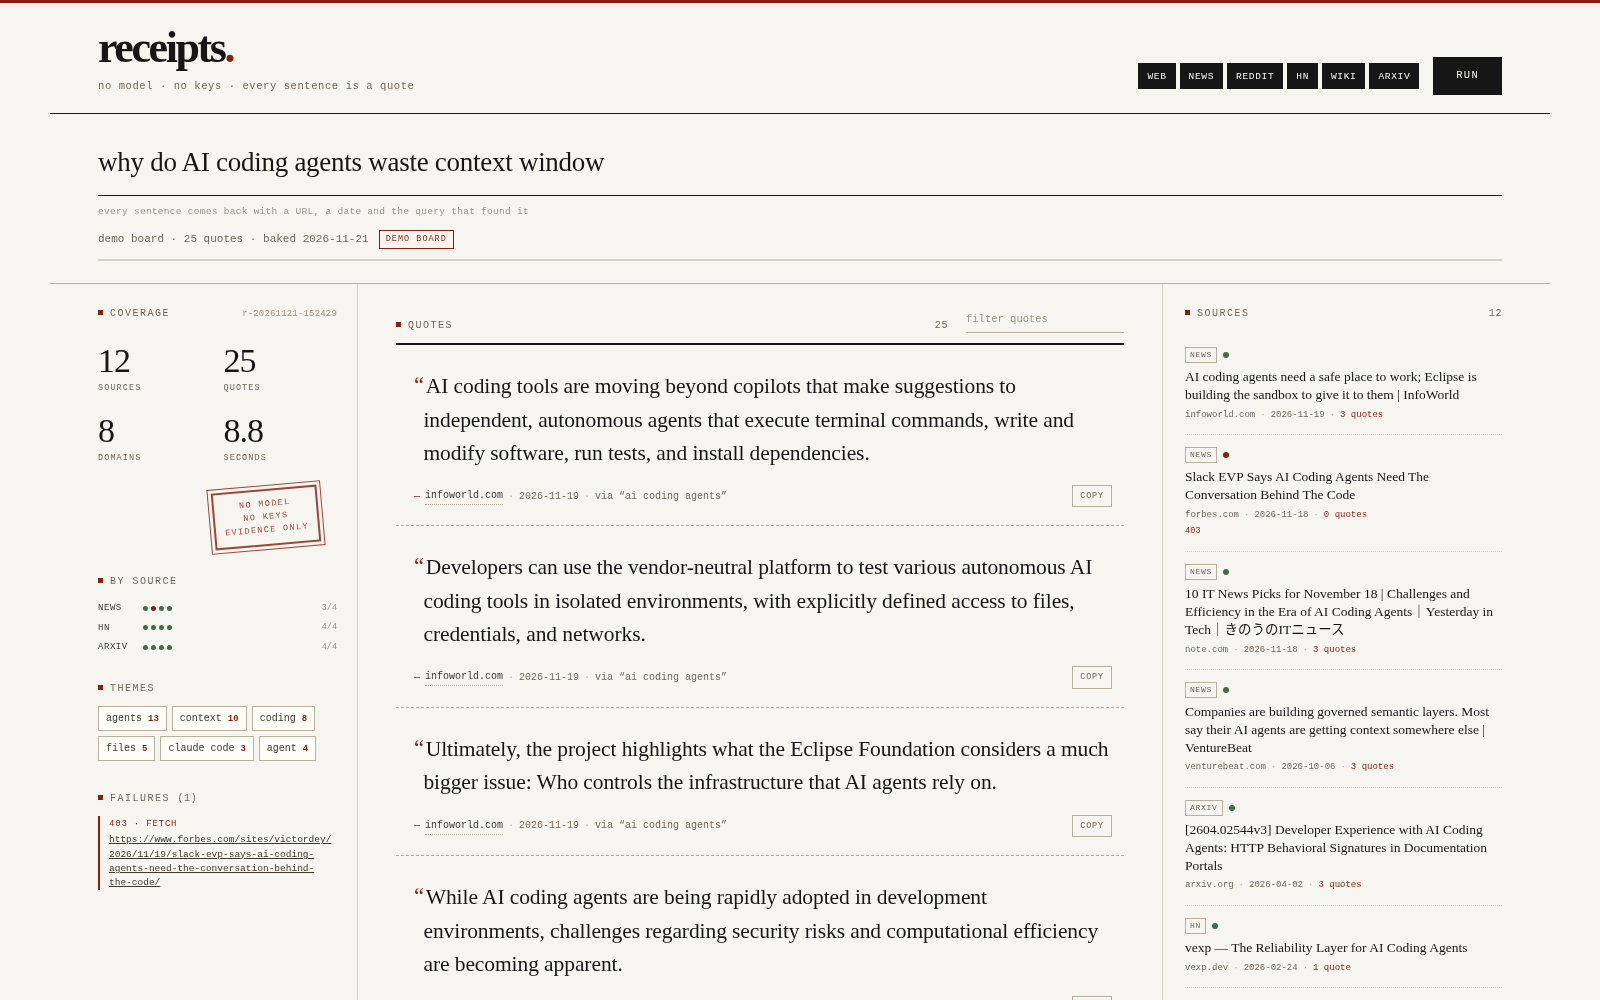 receipts.
no model · no keys · every sentence is a quote
WEB NEWS REDDIT HN WIKI ARXIV RUN
why do AI coding agents waste context window
every sentence comes back with a URL, a date and the query that found it
demo board · 25 quotes · baked 2026-11-21 DEMO BOARD
COVERAGE r-20261121-152429
12 25
SOURCES QUOTES
8 8.8
DOMAINS SECONDS
NO MODEL
NO KEYS
EVIDENCE ONLY
BY SOURCE
NEWS 3/4
HN 4/4
ARXIV 4/4
THEMES
agents 13 context 10 coding 8
files 5 claude code 3 agent 4
FAILURES (1)
403 · FETCH
https://www.forbes.com/sites/victordey/
2026/11/19/slack-evp-says-ai-coding-
agents-need-the-conversation-behind-
the-code/
QUOTES 25 filter quotes
“AI coding tools are moving beyond copilots that make suggestions to
independent, autonomous agents that execute terminal commands, write and
modify software, run tests, and install dependencies.
— infoworld.com · 2026-11-19 · via “ai coding agents” COPY
“Developers can use the vendor-neutral platform to test various autonomous AI
coding tools in isolated environments, with explicitly defined access to files,
credentials, and networks.
— infoworld.com · 2026-11-19 · via “ai coding agents” COPY
“Ultimately, the project highlights what the Eclipse Foundation considers a much
bigger issue: Who controls the infrastructure that AI agents rely on.
— infoworld.com · 2026-11-19 · via “ai coding agents” COPY
“While AI coding agents are being rapidly adopted in development
environments, challenges regarding security risks and computational efficiency
are becoming apparent.
SOURCES 12
NEWS
AI coding agents need a safe place to work; Eclipse is
building the sandbox to give it to them | InfoWorld
infoworld.com · 2026-11-19 · 3 quotes
NEWS
Slack EVP Says AI Coding Agents Need The
Conversation Behind The Code
forbes.com · 2026-11-18 · 0 quotes
403
NEWS
10 IT News Picks for November 18 | Challenges and
Efficiency in the Era of AI Coding Agents｜Yesterday in
Tech｜きのうのITニュース
note.com · 2026-11-18 · 3 quotes
NEWS
Companies are building governed semantic layers. Most
say their AI agents are getting context somewhere else |
VentureBeat
venturebeat.com · 2026-10-06 · 3 quotes
ARXIV
[2604.02544v3] Developer Experience with AI Coding
Agents: HTTP Behavioral Signatures in Documentation
Portals
arxiv.org · 2026-04-02 · 3 quotes
HN
vexp — The Reliability Layer for AI Coding Agents
vexp.dev · 2026-02-24 · 1 quote